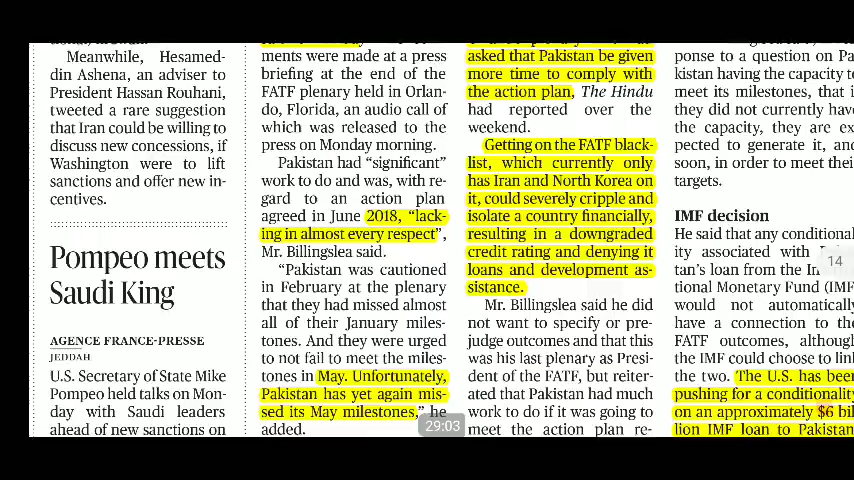 Meanwhile, Hesamed-
din Ashena, an adviser to
President Hassan Rouhani,
tweeted a rare suggestion
that Iran could be willing to
discuss new concessions, if
Washington were to lift
sanctions and offer new in-
centives.
Pompeo meets
Saudi King
AGENCE FRANCE-PRESSE
JEDDAH
U.S. Secretary of State Mike
Pompeo held talks on Mon-
day with Saudi leaders
ahead of new sanctions on
ments were made at a press
briefing at the end of the
FATF plenary held in Orlan-
do, Florida, an audio call of
which was released to the
press on Monday morning.
Pakistan had “significant”
work to do and was, with re-
gard to an action plan
agreed in June 2018, “lack-
ing in almost every respect”,
Mr. Billingslea said.
“Pakistan was cautioned
in February at the plenary
that they had missed almost
all of their January miles-
tones. And they were urged
to not fail to meet the miles-
tones in May. Unfortunately,
Pakistan has yet again mis-
sed its May milestones,” he
added.
asked that Pakistan be given
more time to comply with
the action plan, The Hindu
had reported over the
weekend.
Getting on the FATF black-
list, which currently only
has Iran and North Korea on
it, could severely cripple and
isolate a country financially,
resulting in a downgraded
credit rating and denying it
loans and development as-
sistance.
Mr. Billingslea said he did
not want to specify or pre-
judge outcomes and that this
was his last plenary as Presi-
dent of the FATF, but reiter-
ated that Pakistan had much
work to do if it was going to
meet the action plan re-
ponse to a question on Pa
kistan having the capacity to
meet its milestones, that i
they did not currently have
the capacity, they are ex
pected to generate it, and
soon, in order to meet thei
targets.
IMF decision
He said that any conditional
ity associated with
tan’s loan from the In
tional Monetary Fund (IMF
would not automatically
have a connection to the
FATF outcomes, although
the IMF could choose to link
the two. The U.S. has been
pushing for a conditionality
on an approximately $6 bil
lion IMF loan to Pakistan
14
29:03